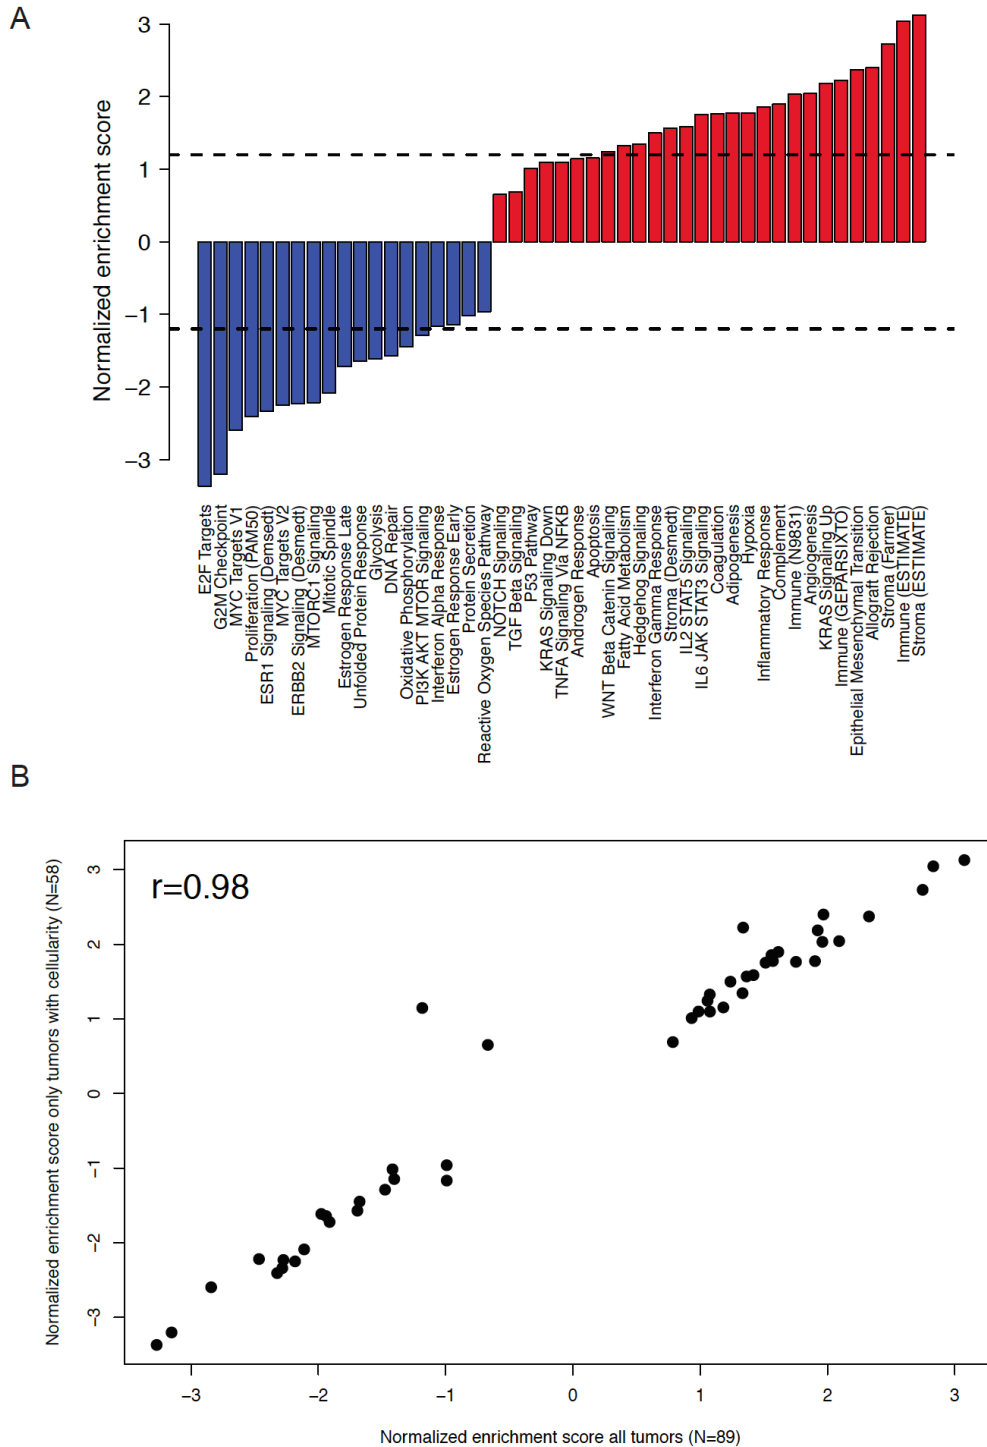 A
Normalized enrichment score
3
2
1
0
−1
−2
−3
E2F Targets
G2M Checkpoint
MYC Targets V1
Proliferation (PAM50)
ESR1 Signaling (Demsedt)
MYC Targets V2
ERBB2 Signaling (Desmedt)
MTORC1 Signaling
Mitotic Spindle
Estrogen Response Late
Unfolded Protein Response
Glycolysis
DNA Repair
Oxidative Phosphorylation
PI3K AKT MTOR Signaling
Interferon Alpha Response
Estrogen Response Early
Protein Secretion
Reactive Oxygen Species Pathway
NOTCH Signaling
TGF Beta Signaling
P53 Pathway
KRAS Signaling Down
TNFA Signaling Via NFKB
Androgen Response
Apoptosis
WNT Beta Catenin Signaling
Fatty Acid Metabolism
Hedgehog Signaling
Interferon Gamma Response
Stroma (Desmedt)
IL2 STAT5 Signaling
IL6 JAK STAT3 Signaling
Coagulation
Adipogenesis
Hypoxia
Inflammatory Response
Complement
Immune (N9831)
Angiogenesis
KRAS Signaling Up
Immune (GEPARSIXTO)
Epithelial Mesenchymal Transition
Allograft Rejection
Stroma (Farmer)
Immune (ESTIMATE)
Stroma (ESTIMATE)
B
Normalized enrichment score only tumors with cellularity (N=58)
3
2
1
0
−1
−2
−3
r=0.98
−3 −2 −1 0 1 2 3
Normalized enrichment score all tumors (N=89)